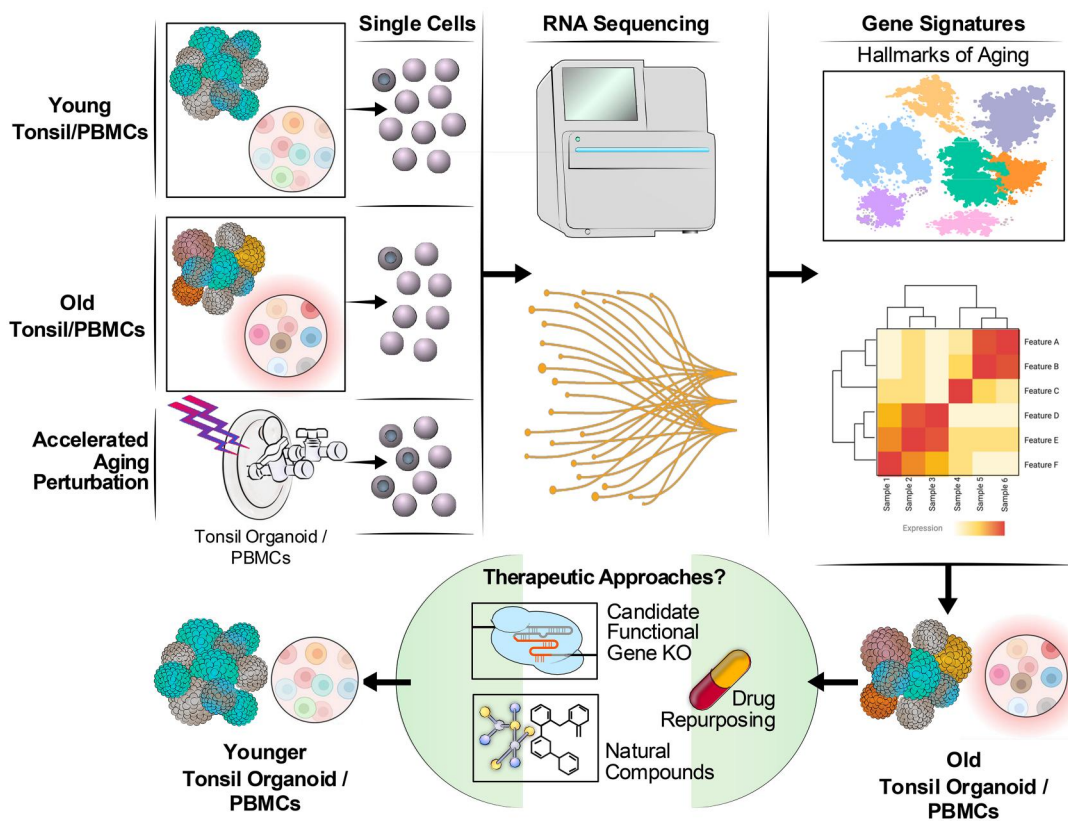 Single Cells
RNA Sequencing
Gene Signatures
Hallmarks of Aging
Young
Tonsil/PBMCs
Old
Tonsil/PBMCs
Accelerated
Aging
Perturbation
Tonsil Organoid /
PBMCs
Feature A
Feature B
Feature C
Feature D
Feature E
Feature F
Sample 1
Sample 2
Sample 3
Sample 4
Sample 5
Sample 6
Expression
Therapeutic Approaches?
Candidate
Functional
Gene KO
Drug
Repurposing
Natural
Compounds
Younger
Tonsil Organoid /
PBMCs
Old
Tonsil Organoid /
PBMCs